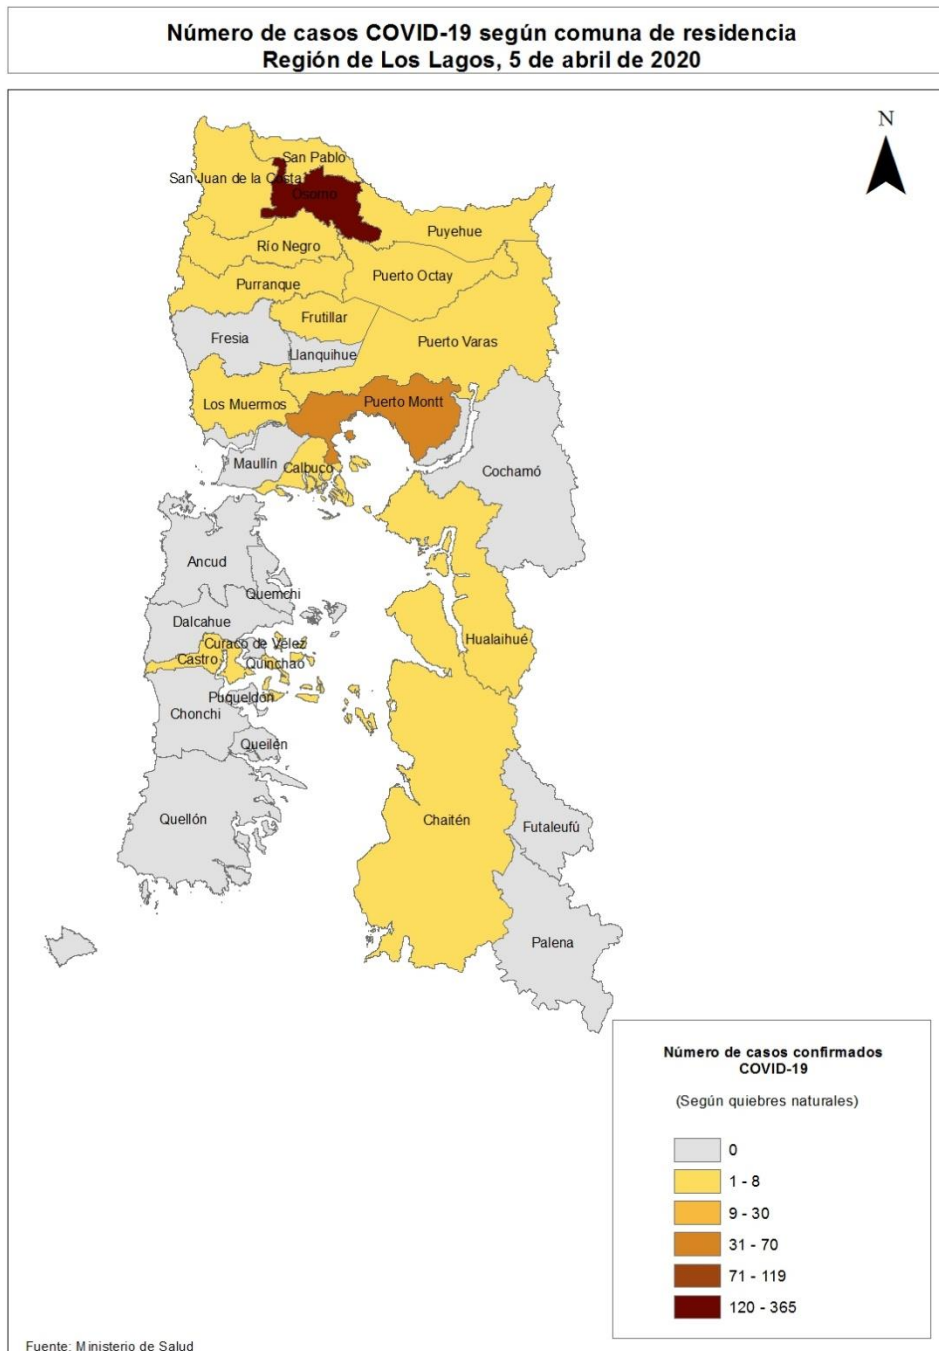 Número de casos COVID-19 según comuna de residencia
Región de Los Lagos, 5 de abril de 2020
N
San Pablo
San Juan de la Costa
Osorno
Puyehue
Río Negro
Puerto Octay
Purranque
Frutillar
Fresia
Puerto Varas
Llanquihue
Los Muermos
Puerto Montt
Maullín
Calbuco
Cochamó
Ancud
Quemchi
Dalcahue
Curaco de Vélez
Hualaihué
Castro
Quinchao
Puqueldón
Chonchi
Queilén
Quellón
Chaitén
Futaleufú
Palena
Número de casos confirmados
COVID-19
(Según quiebres naturales)
0
1 - 8
9 - 30
31 - 70
71 - 119
120 - 365
Fuente: Ministerio de Salud